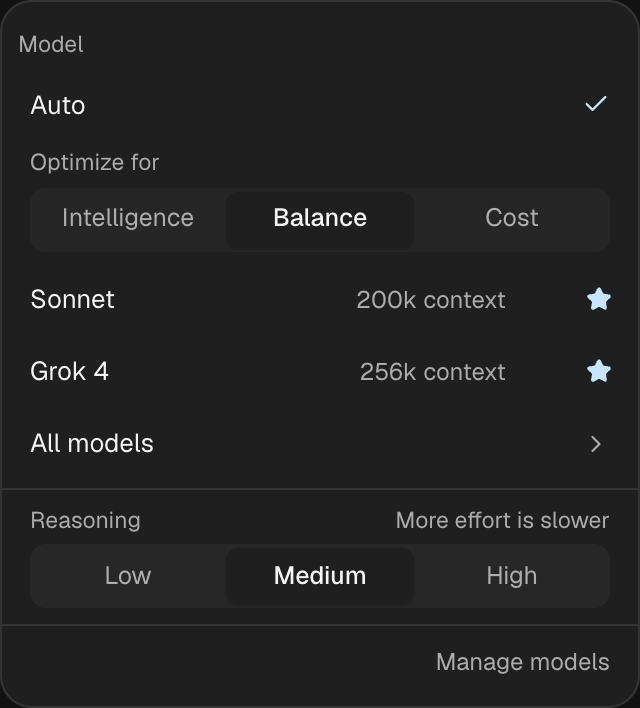 Model
Auto
Optimize for
Intelligence Balance Cost
Sonnet 200k context
Grok 4 256k context
All models
Reasoning More effort is slower
Low Medium High
Manage models